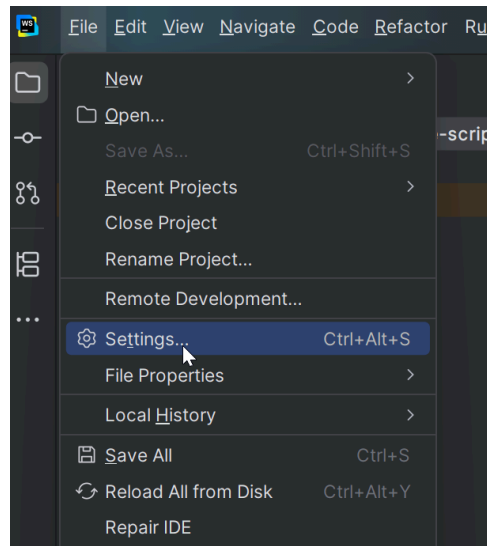 WS File Edit View Navigate Code Refactor
New
Open...
-scrip
Save As... Ctrl+Shift+S
Recent Projects
Close Project
Rename Project...
Remote Development...
Settings... Ctrl+Alt+S
File Properties
Local History
Save All Ctrl+S
Reload All from Disk Ctrl+Alt+Y
Repair IDE